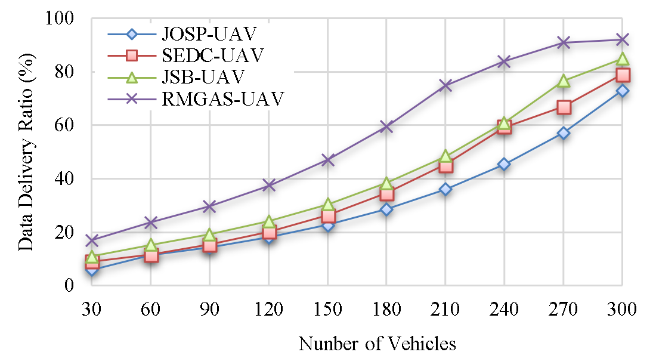 100
80
60
40
20
0
Data Delivery Ratio (%)
JOSP-UAV
SEDC-UAV
JSB-UAV
RMGAS-UAV
30 60 90 120 150 180 210 240 270 300
Nunber of Vehicles